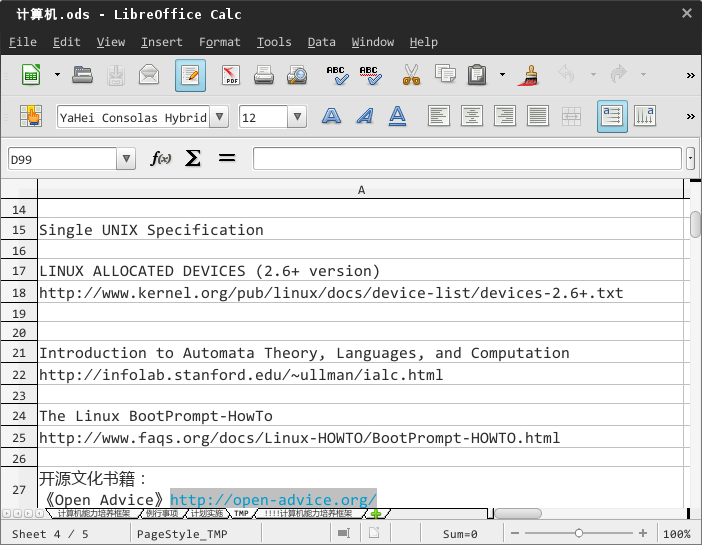 计算机.ods - LibreOffice Calc
File Edit View Insert Format Tools Data Window Help
PDF ABC ABC
YaHei Consolas Hybrid 12
D99 f(x) Σ =
A
14
15 Single UNIX Specification
16
17 LINUX ALLOCATED DEVICES (2.6+ version)
18 http://www.kernel.org/pub/linux/docs/device-list/devices-2.6+.txt
19
20
21 Introduction to Automata Theory, Languages, and Computation
22 http://infolab.stanford.edu/~ullman/ialc.html
23
24 The Linux BootPrompt-HowTo
25 http://www.faqs.org/docs/Linux-HOWTO/BootPrompt-HOWTO.html
26
开源文化书籍：
27 《Open Advice》http://open-advice.org/
计算机能力培养框架 例行事项 计划实施 TMP !!!!计算机能力培养框架
Sheet 4 / 5 PageStyle_TMP Sum=0 100%